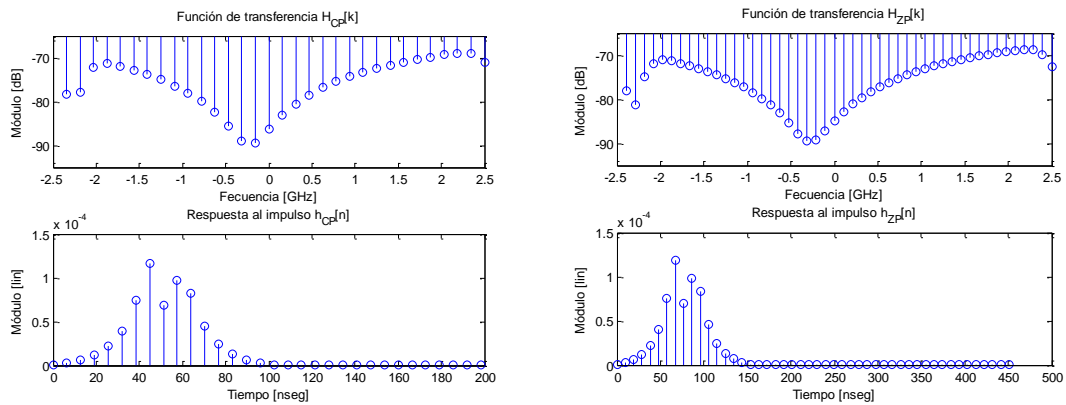 Función de transferencia H_CP[k]
Módulo [dB]
-70
-80
-90
-2.5 -2 -1.5 -1 -0.5 0 0.5 1 1.5 2 2.5
Fecuencia [GHz]
Función de transferencia H_ZP[k]
Módulo [dB]
-70
-80
-90
-2.5 -2 -1.5 -1 -0.5 0 0.5 1 1.5 2 2.5
Fecuencia [GHz]
Respuesta al impulso h_CP[n]
x 10^-4
Módulo [lin]
1.5
1
0.5
0
0 20 40 60 80 100 120 140 160 180 200
Tiempo [nseg]
Respuesta al impulso h_ZP[n]
x 10^-4
Módulo [lin]
1.5
1
0.5
0
0 50 100 150 200 250 300 350 400 450 500
Tiempo [nseg]